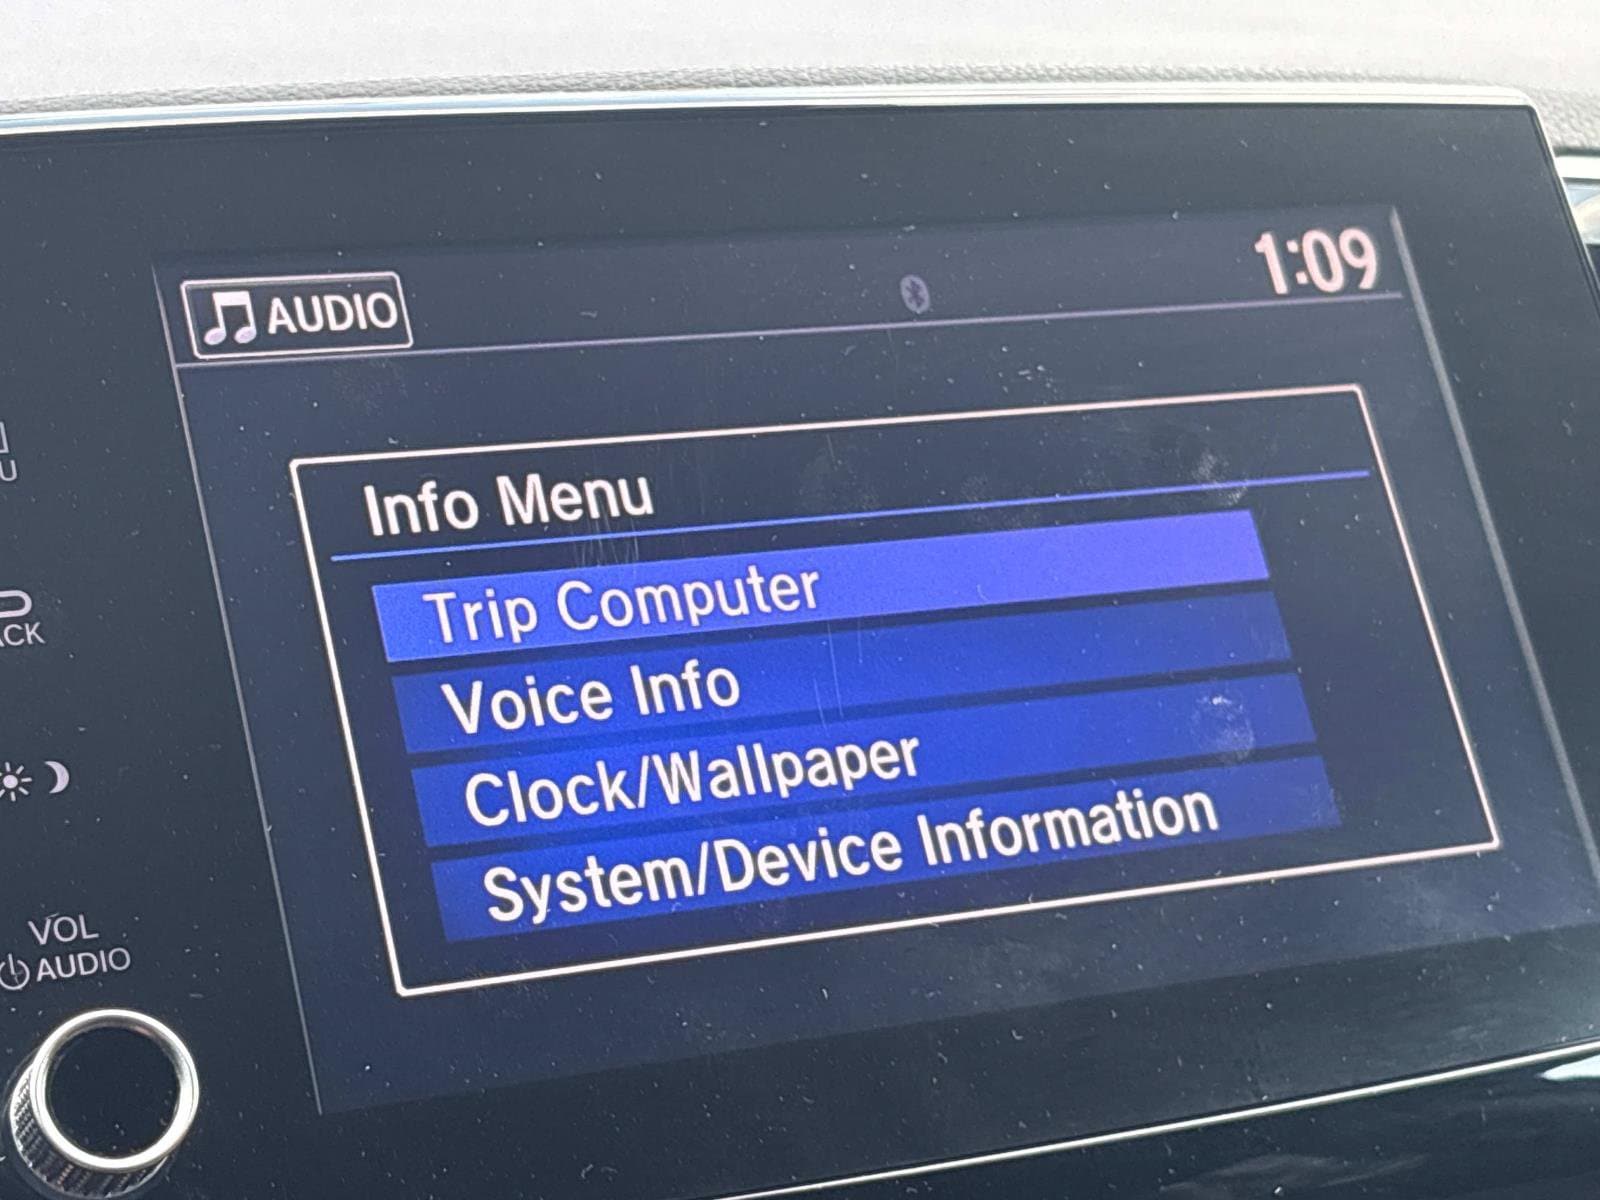 AUDIO
1:09
Info Menu
Trip Computer
Voice Info
Clock/Wallpaper
System/Device Information
VOL
AUDIO